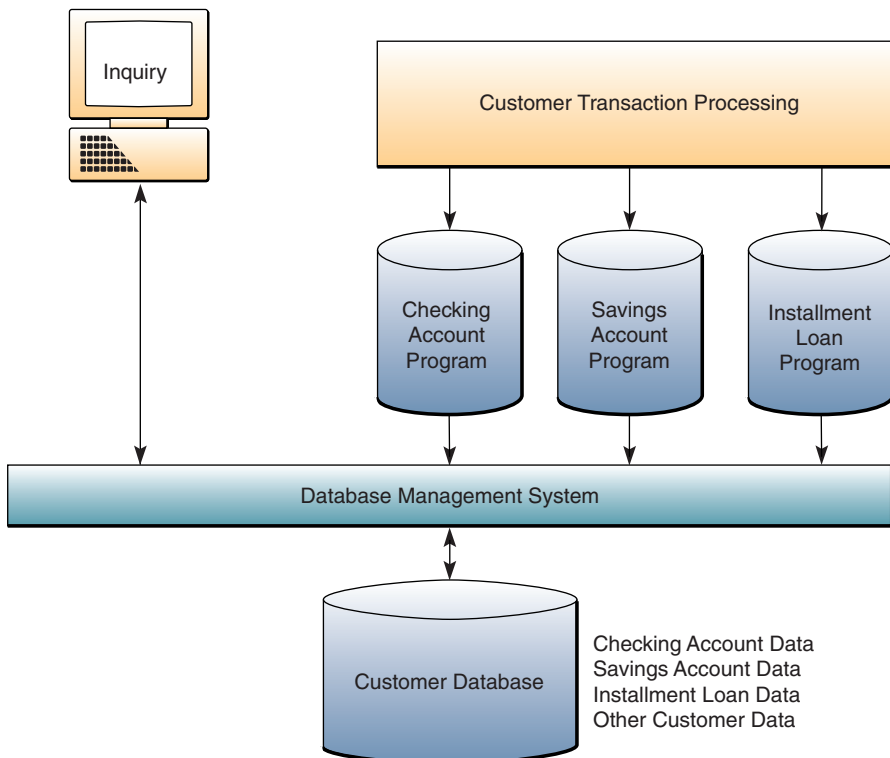 Inquiry
Customer Transaction Processing
Checking
Account
Program
Savings
Account
Program
Installment
Loan
Program
Database Management System
Customer Database
Checking Account Data
Savings Account Data
Installment Loan Data
Other Customer Data